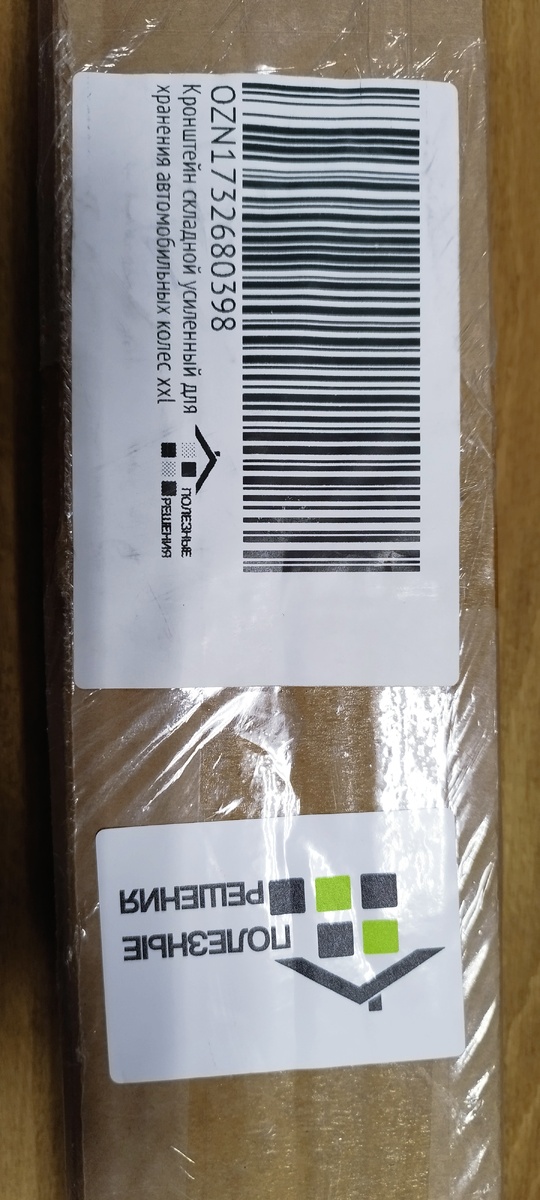 OZN1732680398
Кронштейн складной усиленный для
хранения автомобильных колес xxl
ПОЛЕЗНЫЕ
РЕШЕНИЯ
ПОЛЕЗНЫЕ
РЕШЕНИЯ